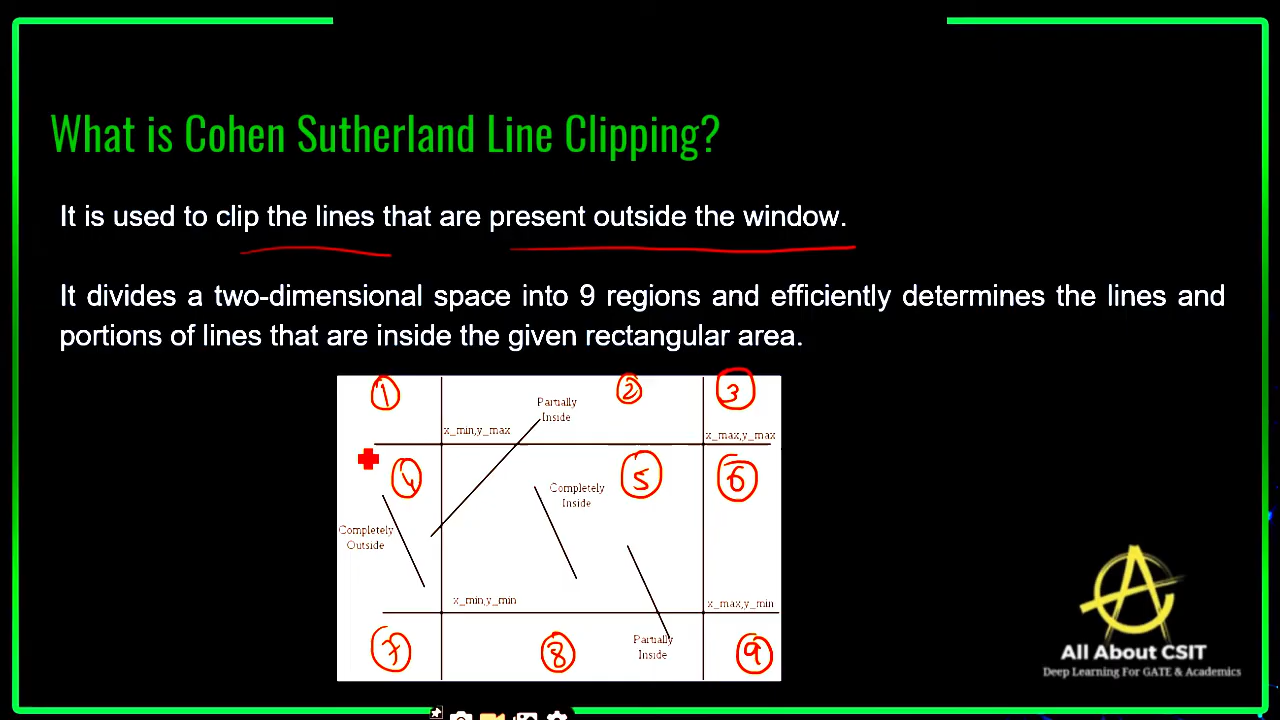 What is Cohen Sutherland Line Clipping?
It is used to clip the lines that are present outside the window.
It divides a two-dimensional space into 9 regions and efficiently determines the lines and
portions of lines that are inside the given rectangular area.
1
2
3
Partially
Inside
x_min,y_max
x_max,y_max
4
5
6
Completely
Inside
Completely
Outside
x_min,y_min
x_max,y_min
7
8
Partially
Inside
9
All About CSIT
Deep Learning For GATE & Academics